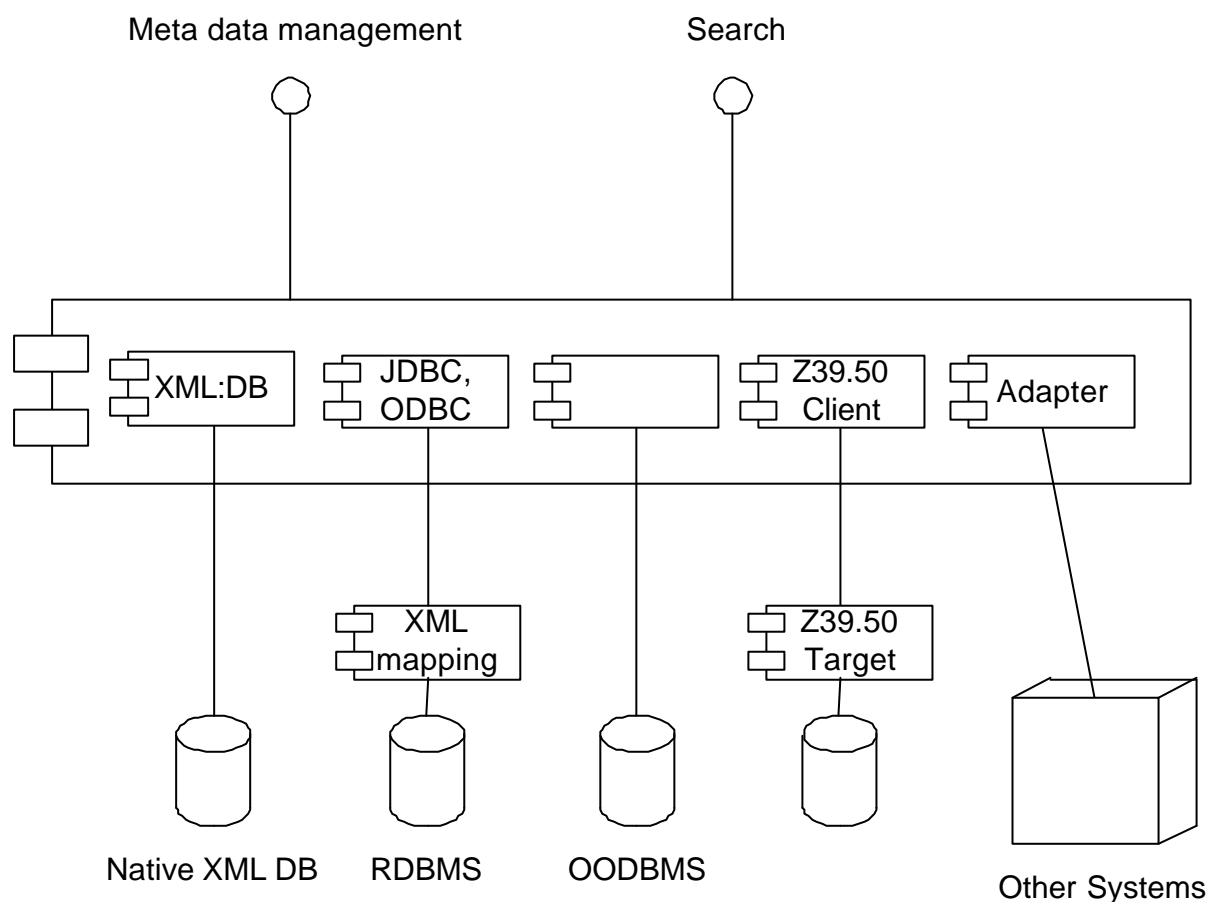 Meta data management
Search
XML:DB
JDBC,
ODBC
Z39.50
Client
Adapter
XML
mapping
Z39.50
Target
Native XML DB
RDBMS
OODBMS
Other Systems